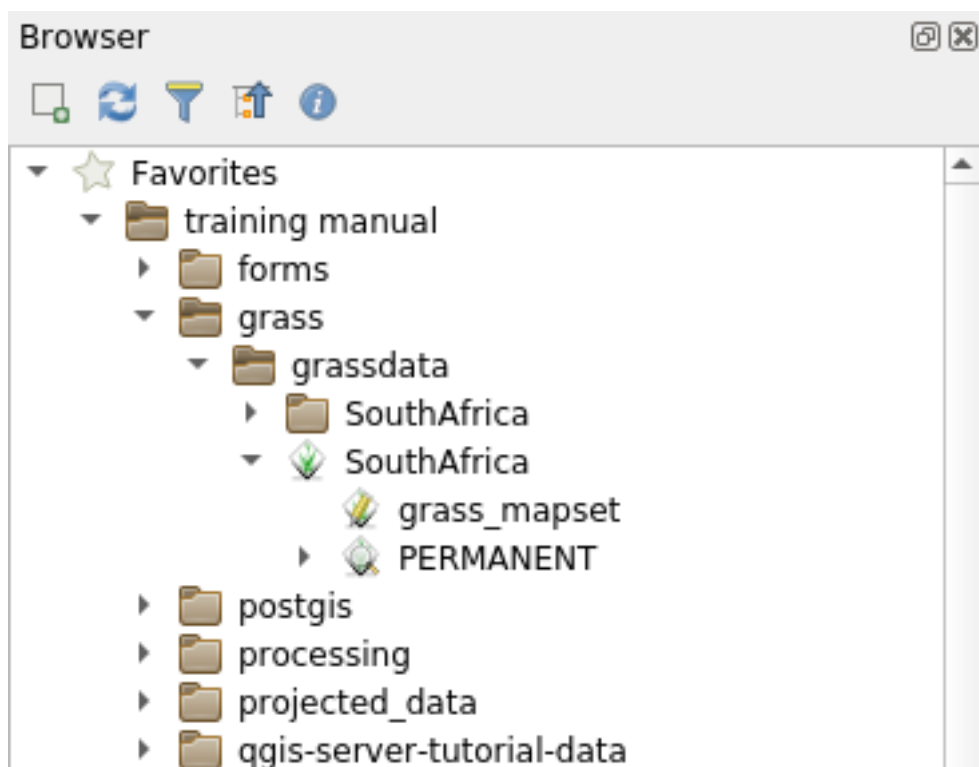 Browser
Favorites
training manual
forms
grass
grassdata
SouthAfrica
SouthAfrica
grass_mapset
PERMANENT
postgis
processing
projected_data
qgis-server-tutorial-data